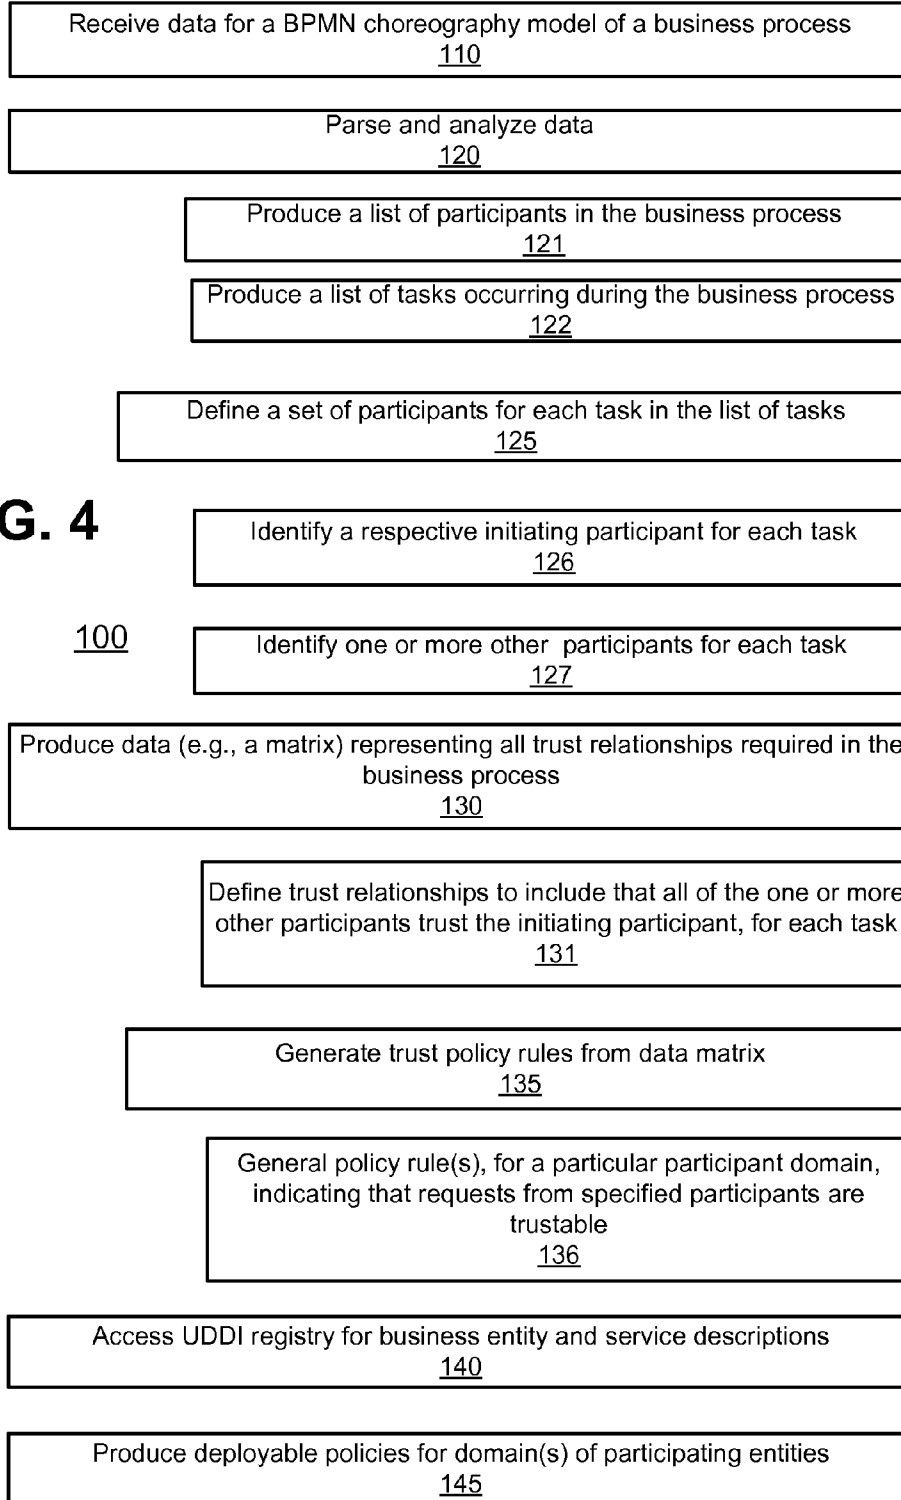 Receive data for a BPMN choreography model of a business process
110
Parse and analyze data
120
Produce a list of participants in the business process
121
Produce a list of tasks occurring during the business process
122
Define a set of participants for each task in the list of tasks
125
G. 4
Identify a respective initiating participant for each task
126
100
Identify one or more other participants for each task
127
Produce data (e.g., a matrix) representing all trust relationships required in the
business process
130
Define trust relationships to include that all of the one or more
other participants trust the initiating participant, for each task
131
Generate trust policy rules from data matrix
135
General policy rule(s), for a particular participant domain,
indicating that requests from specified participants are
trustable
136
Access UDDI registry for business entity and service descriptions
140
Produce deployable policies for domain(s) of participating entities
145